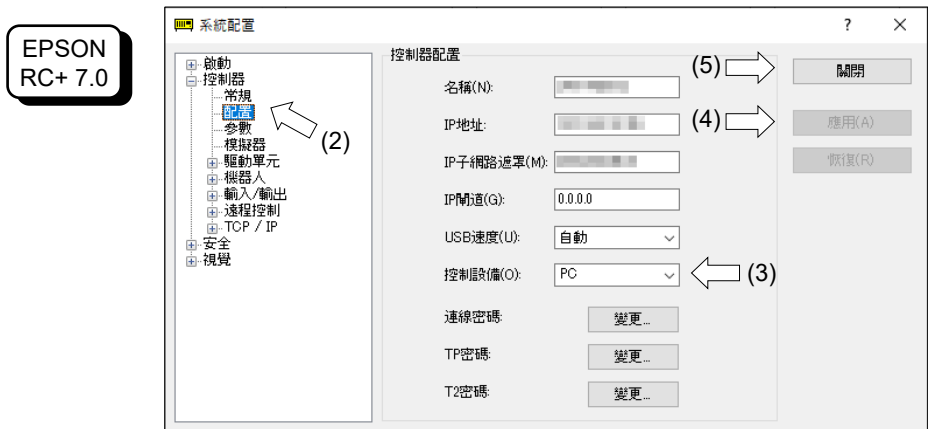 EPSON
RC+ 7.0
系統配置
? ×
啟動
控制器
常規
配置
參數
模擬器
驅動單元
機器人
輸入/輸出
遠程控制
TCP / IP
安全
視覺
(2)
控制器配置
名稱(N):
IP地址:
IP子網路遮罩(M):
IP閘道(G): 0.0.0.0
USB速度(U): 自動
控制設備(O): PC
(3)
連線密碼: 變更...
TP密碼: 變更...
T2密碼: 變更...
(5) 關閉
(4) 應用(A)
恢復(R)